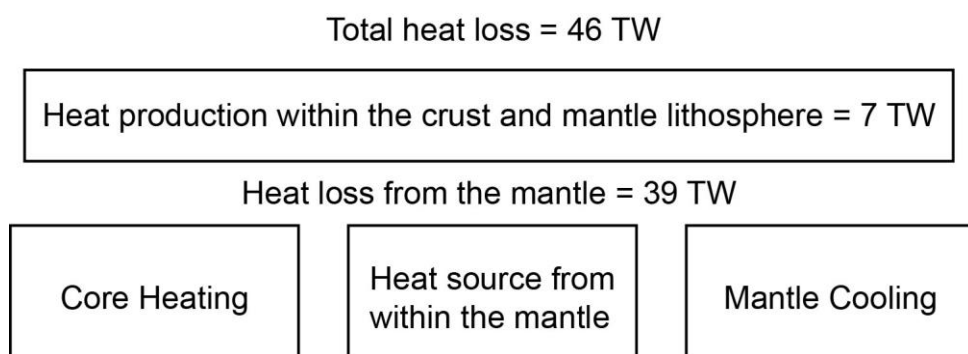 Total heat loss = 46 TW
Heat production within the crust and mantle lithosphere = 7 TW
Heat loss from the mantle = 39 TW
Core Heating
Heat source from
within the mantle
Mantle Cooling